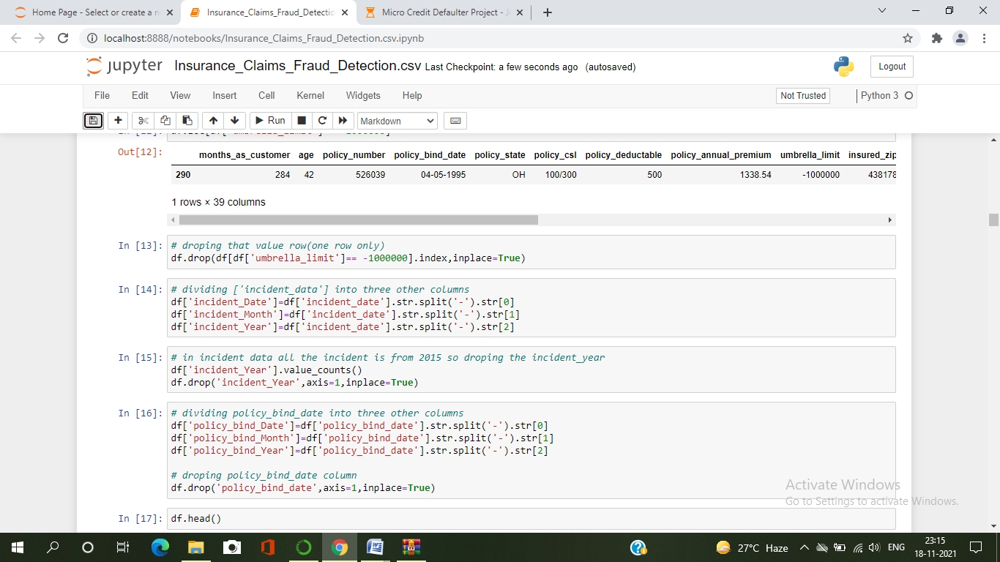 Home Page - Select or create a n
Insurance_Claims_Fraud_Detectio
Micro Credit Defaulter Project - J
localhost:8888/notebooks/Insurance_Claims_Fraud_Detection.csv.ipynb
jupyter Insurance_Claims_Fraud_Detection.csv Last Checkpoint: a few seconds ago (autosaved)
Logout
File Edit View Insert Cell Kernel Widgets Help
Not Trusted
Python 3
Run
Markdown
Out[12]:
months_as_customer age policy_number policy_bind_date policy_state policy_csl policy_deductable policy_annual_premium umbrella_limit insured_zip
290 284 42 526039 04-05-1995 OH 100/300 500 1338.54 -1000000 438178
1 rows × 39 columns
In [13]: # droping that value row(one row only)
df.drop(df[df['umbrella_limit']== -1000000].index,inplace=True)
In [14]: # dividing ['incident_data'] into three other columns
df['incident_Date']=df['incident_date'].str.split('-').str[0]
df['incident_Month']=df['incident_date'].str.split('-').str[1]
df['incident_Year']=df['incident_date'].str.split('-').str[2]
In [15]: # in incident data all the incident is from 2015 so droping the incident_year
df['incident_Year'].value_counts()
df.drop('incident_Year',axis=1,inplace=True)
In [16]: # dividing policy_bind_date into three other columns
df['policy_bind_Date']=df['policy_bind_date'].str.split('-').str[0]
df['policy_bind_Month']=df['policy_bind_date'].str.split('-').str[1]
df['policy_bind_Year']=df['policy_bind_date'].str.split('-').str[2]
# droping policy_bind_date column
df.drop('policy_bind_date',axis=1,inplace=True)
Activate Windows
Go to Settings to activate Windows.
In [17]: df.head()
27°C Haze
ENG
23:15
18-11-2021